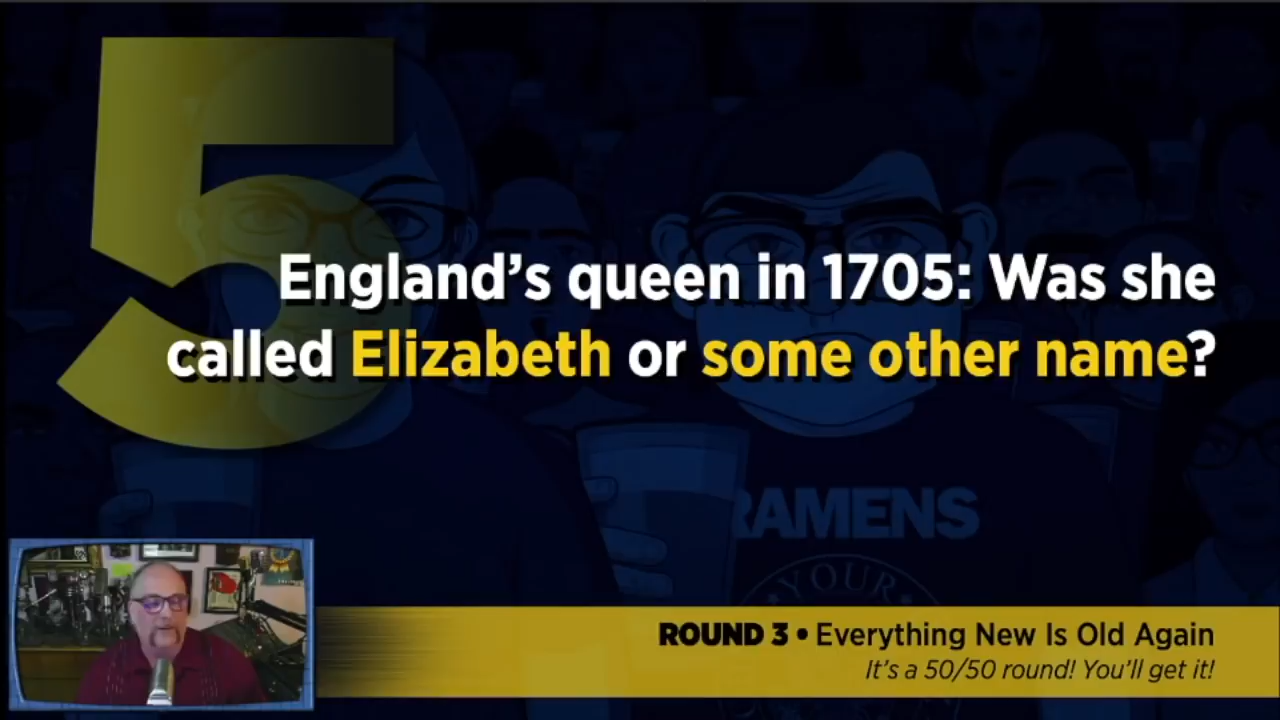 5
England's queen in 1705: Was she
called Elizabeth or some other name?
RAMENS
YOUR
ROUND 3 • Everything New Is Old Again
It's a 50/50 round! You'll get it!